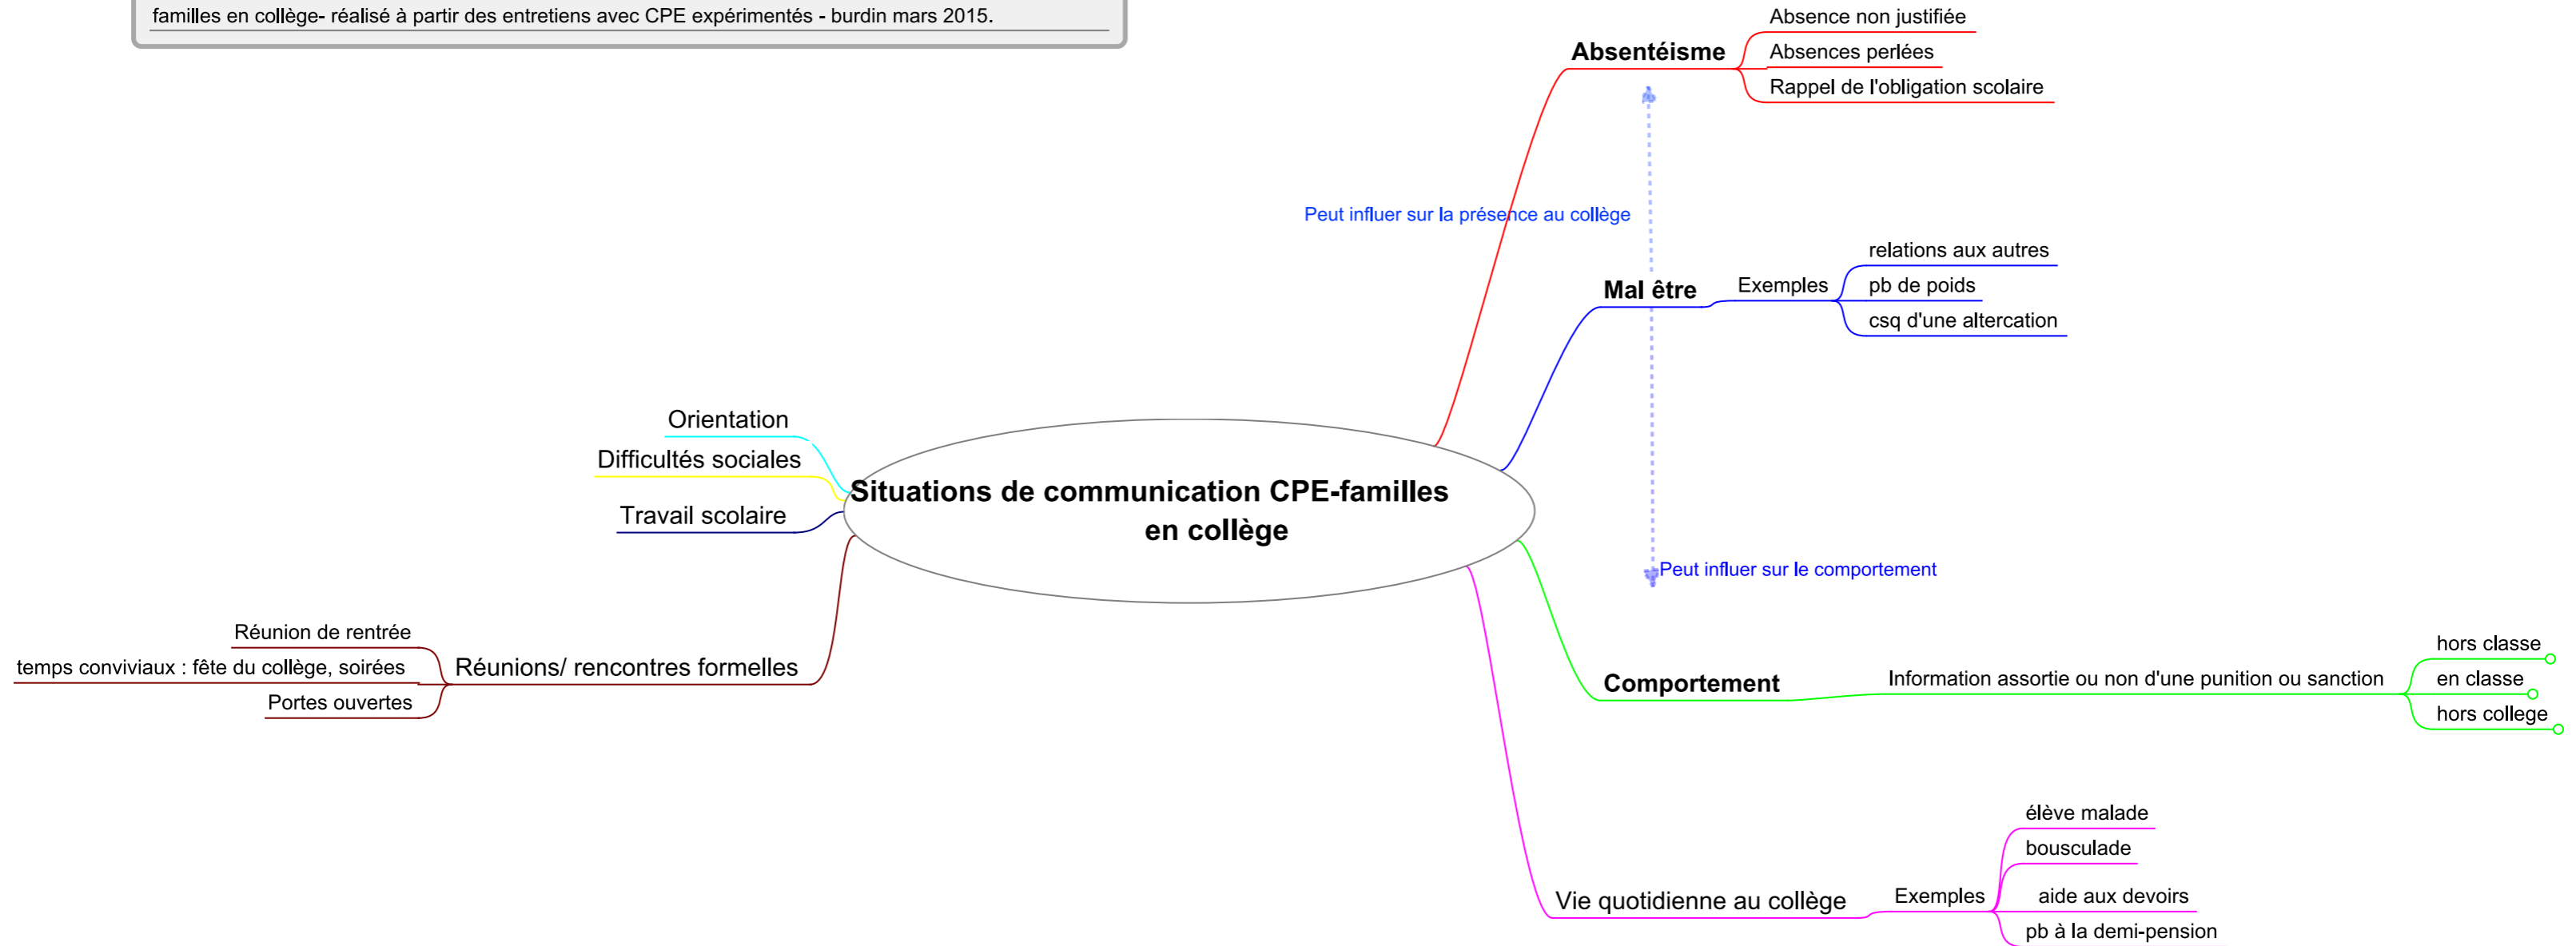 familles en collège- réalisé à partir des entretiens avec CPE expérimentés - burdin mars 2015.
Absentéisme
Absence non justifiée
Absences perlées
Rappel de l'obligation scolaire
Peut influer sur la présence au collège
Mal être
Exemples
relations aux autres
pb de poids
csq d'une altercation
Orientation
Difficultés sociales
Travail scolaire
Situations de communication CPE-familles
en collège
Peut influer sur le comportement
Réunion de rentrée
temps conviviaux : fête du collège, soirées
Portes ouvertes
Réunions/ rencontres formelles
Comportement
Information assortie ou non d'une punition ou sanction
hors classe
en classe
hors college
Vie quotidienne au collège
Exemples
élève malade
bousculade
aide aux devoirs
pb à la demi-pension